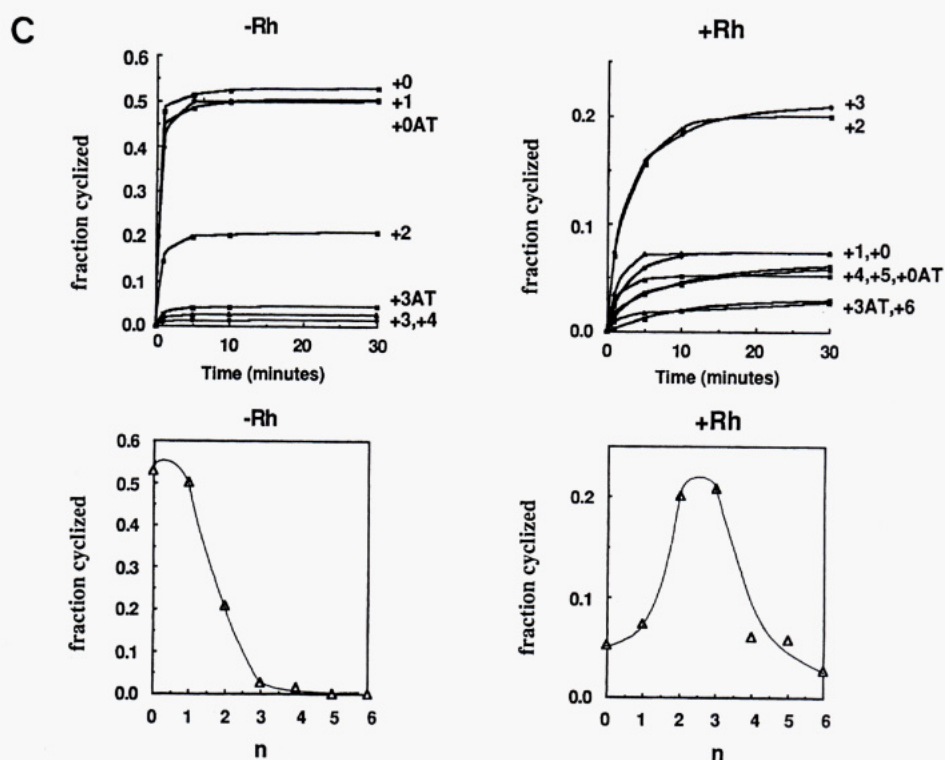 C
-Rh
fraction cyclized
0.6
0.5
0.4
0.3
0.2
0.1
0.0
+0
+1
+0AT
+2
+3AT
+3,+4
0 10 20 30
Time (minutes)
+Rh
fraction cyclized
0.2
0.1
0.0
+3
+2
+1,+0
+4,+5,+0AT
+3AT,+6
0 10 20 30
Time (minutes)
-Rh
fraction cyclized
0.6
0.5
0.4
0.3
0.2
0.1
0.0
0 1 2 3 4 5 6
n
+Rh
fraction cyclized
0.2
0.1
0.0
0 1 2 3 4 5 6
n